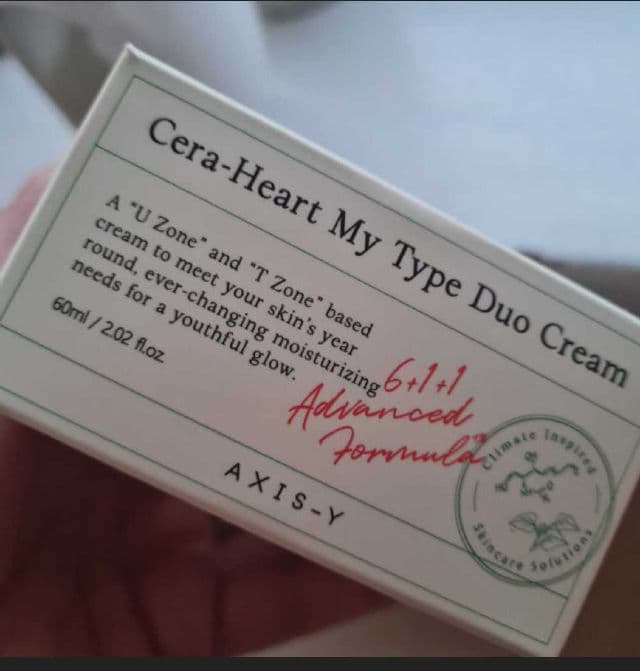 Cera-Heart My Type Duo Cream
A "U Zone" and "T Zone" based
cream to meet your skin's year
round, ever-changing moisturizing
needs for a youthful glow.
60ml / 2.02 fl.oz
6+1+1
Advanced
Formula™
AXIS-Y
Climate Inspired
Skincare Solutions